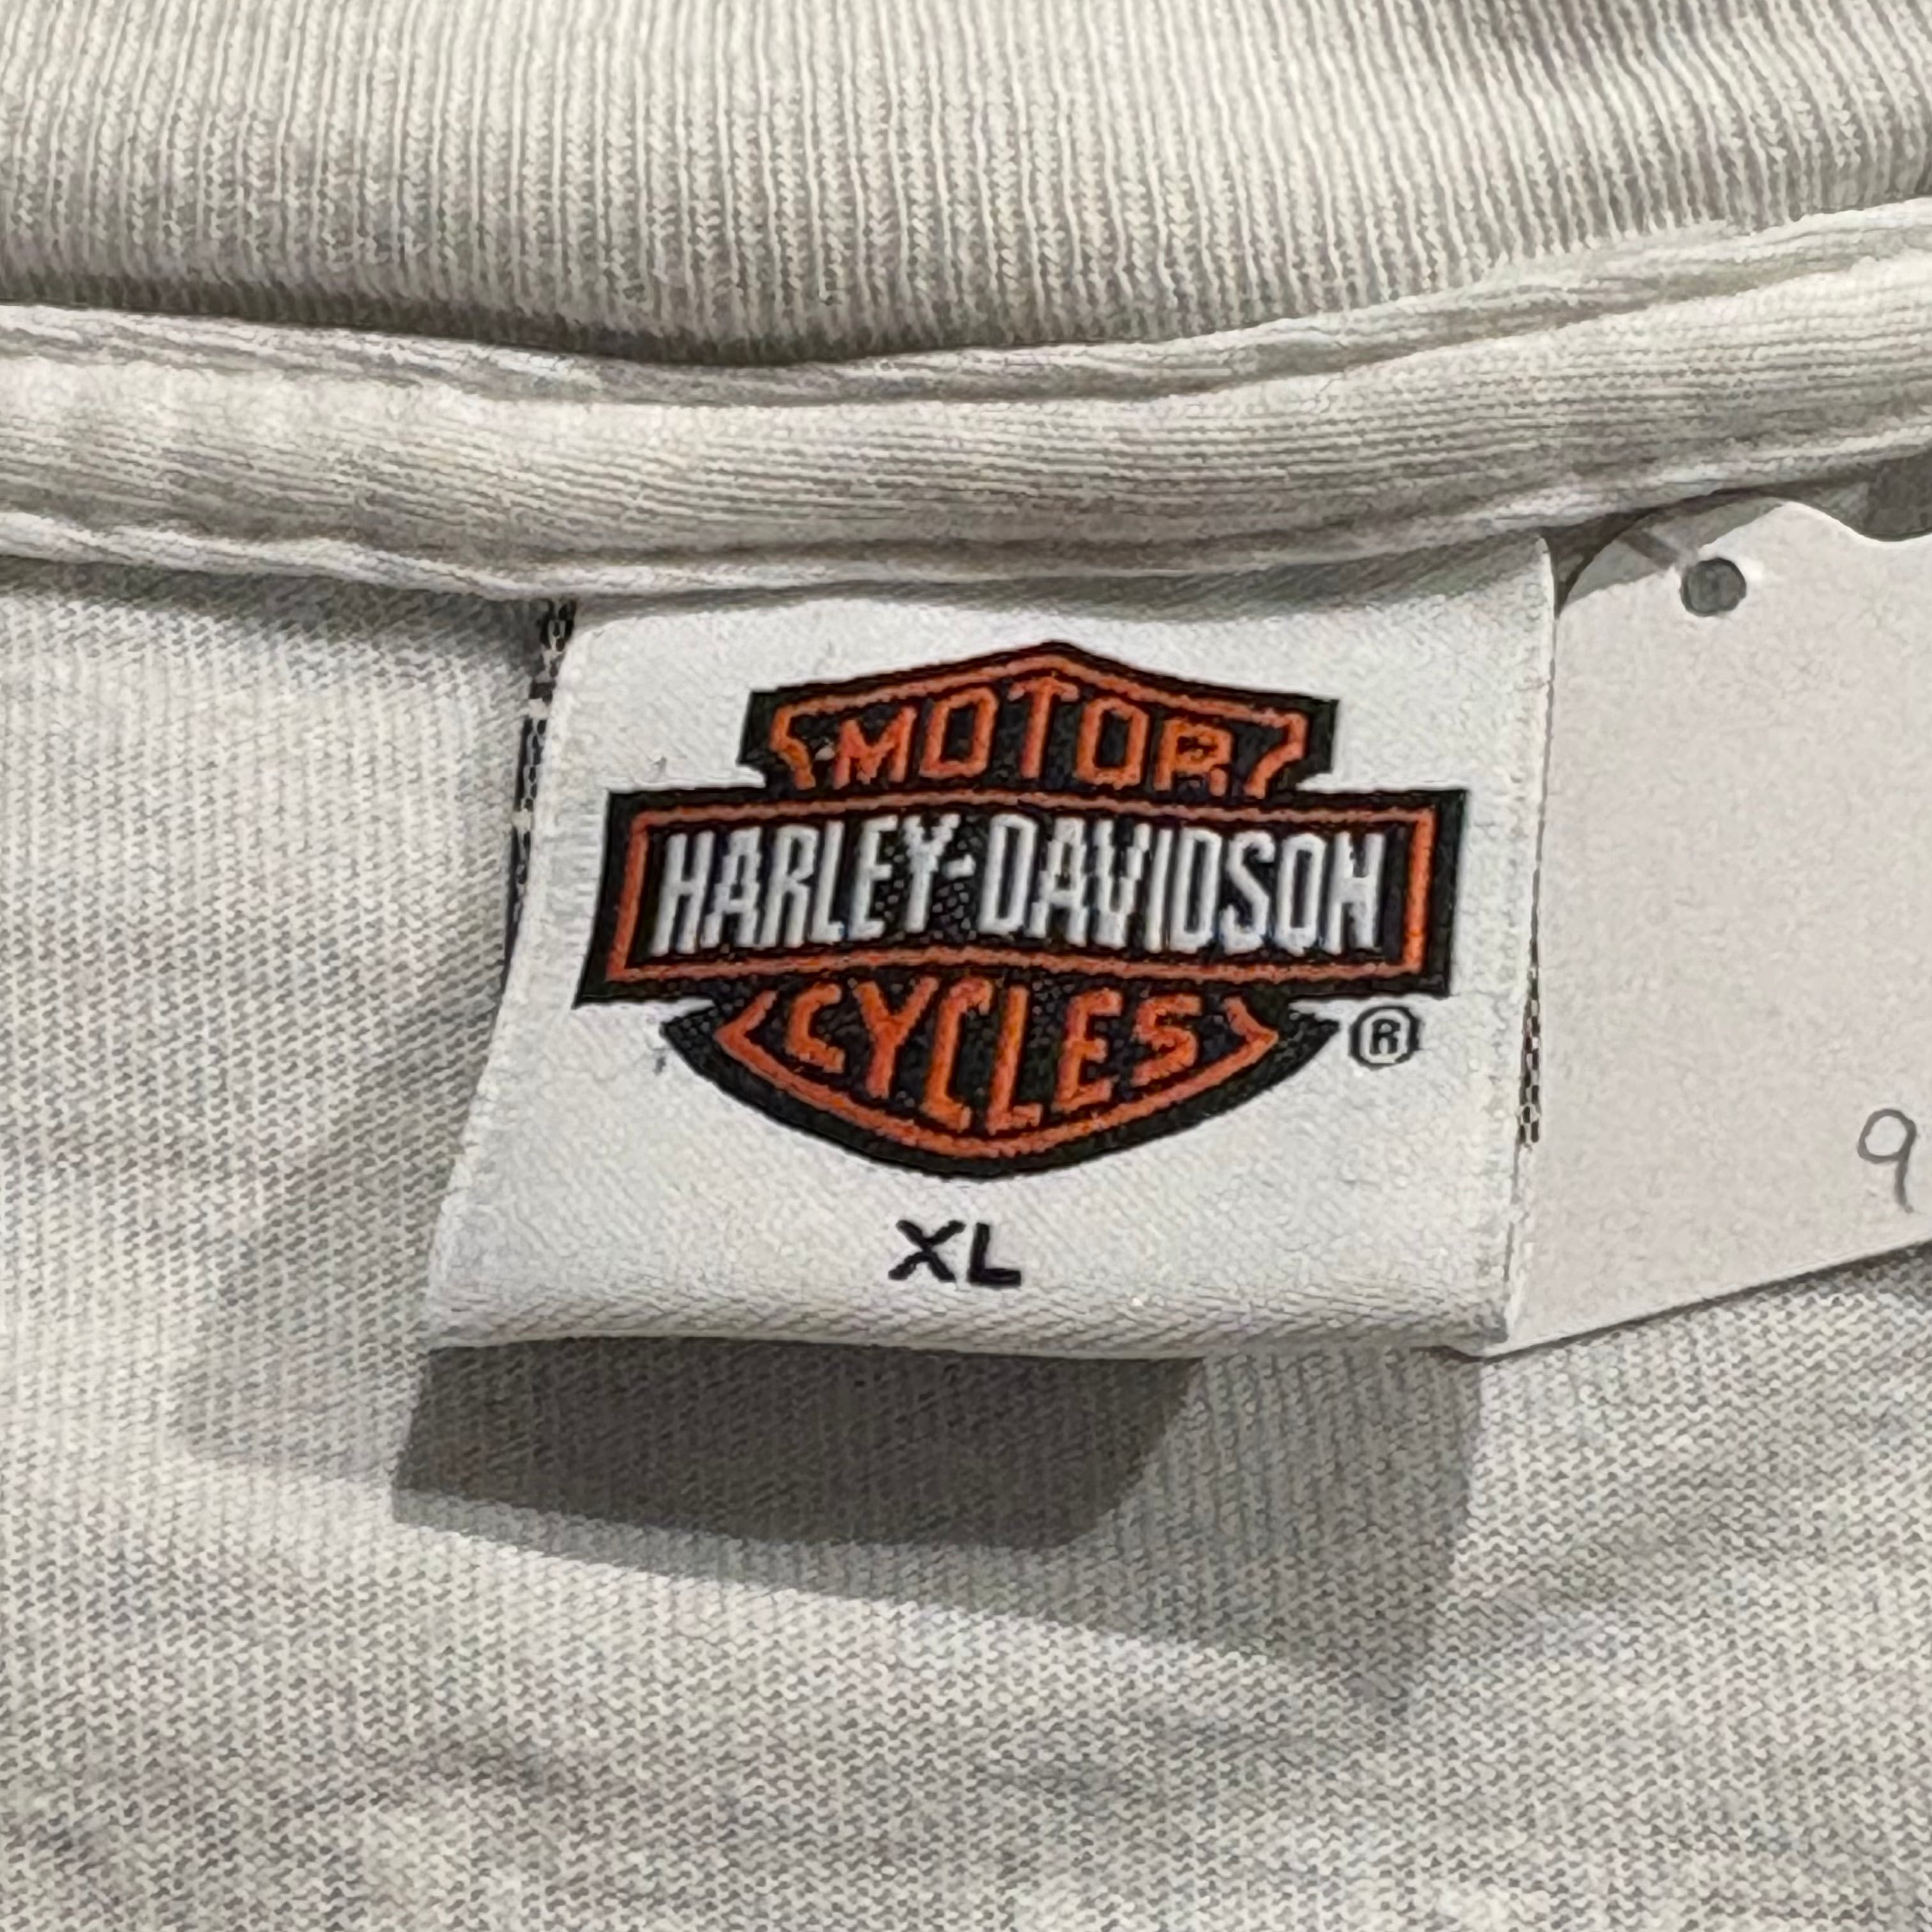 MOTOR
HARLEY-DAVIDSON
CYCLES
®
XL
9